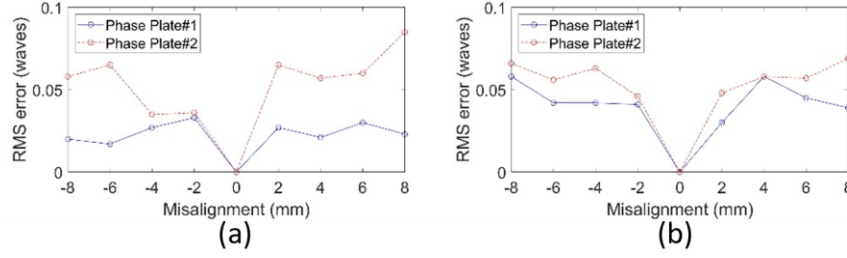 0.1
Phase Plate#1
Phase Plate#2
RMS error (waves)
0.05
0
-8 -6 -4 -2 0 2 4 6 8
Misalignment (mm)
(a)
0.1
Phase Plate#1
Phase Plate#2
RMS error (waves)
0.05
0
-8 -6 -4 -2 0 2 4 6 8
Misalignment (mm)
(b)